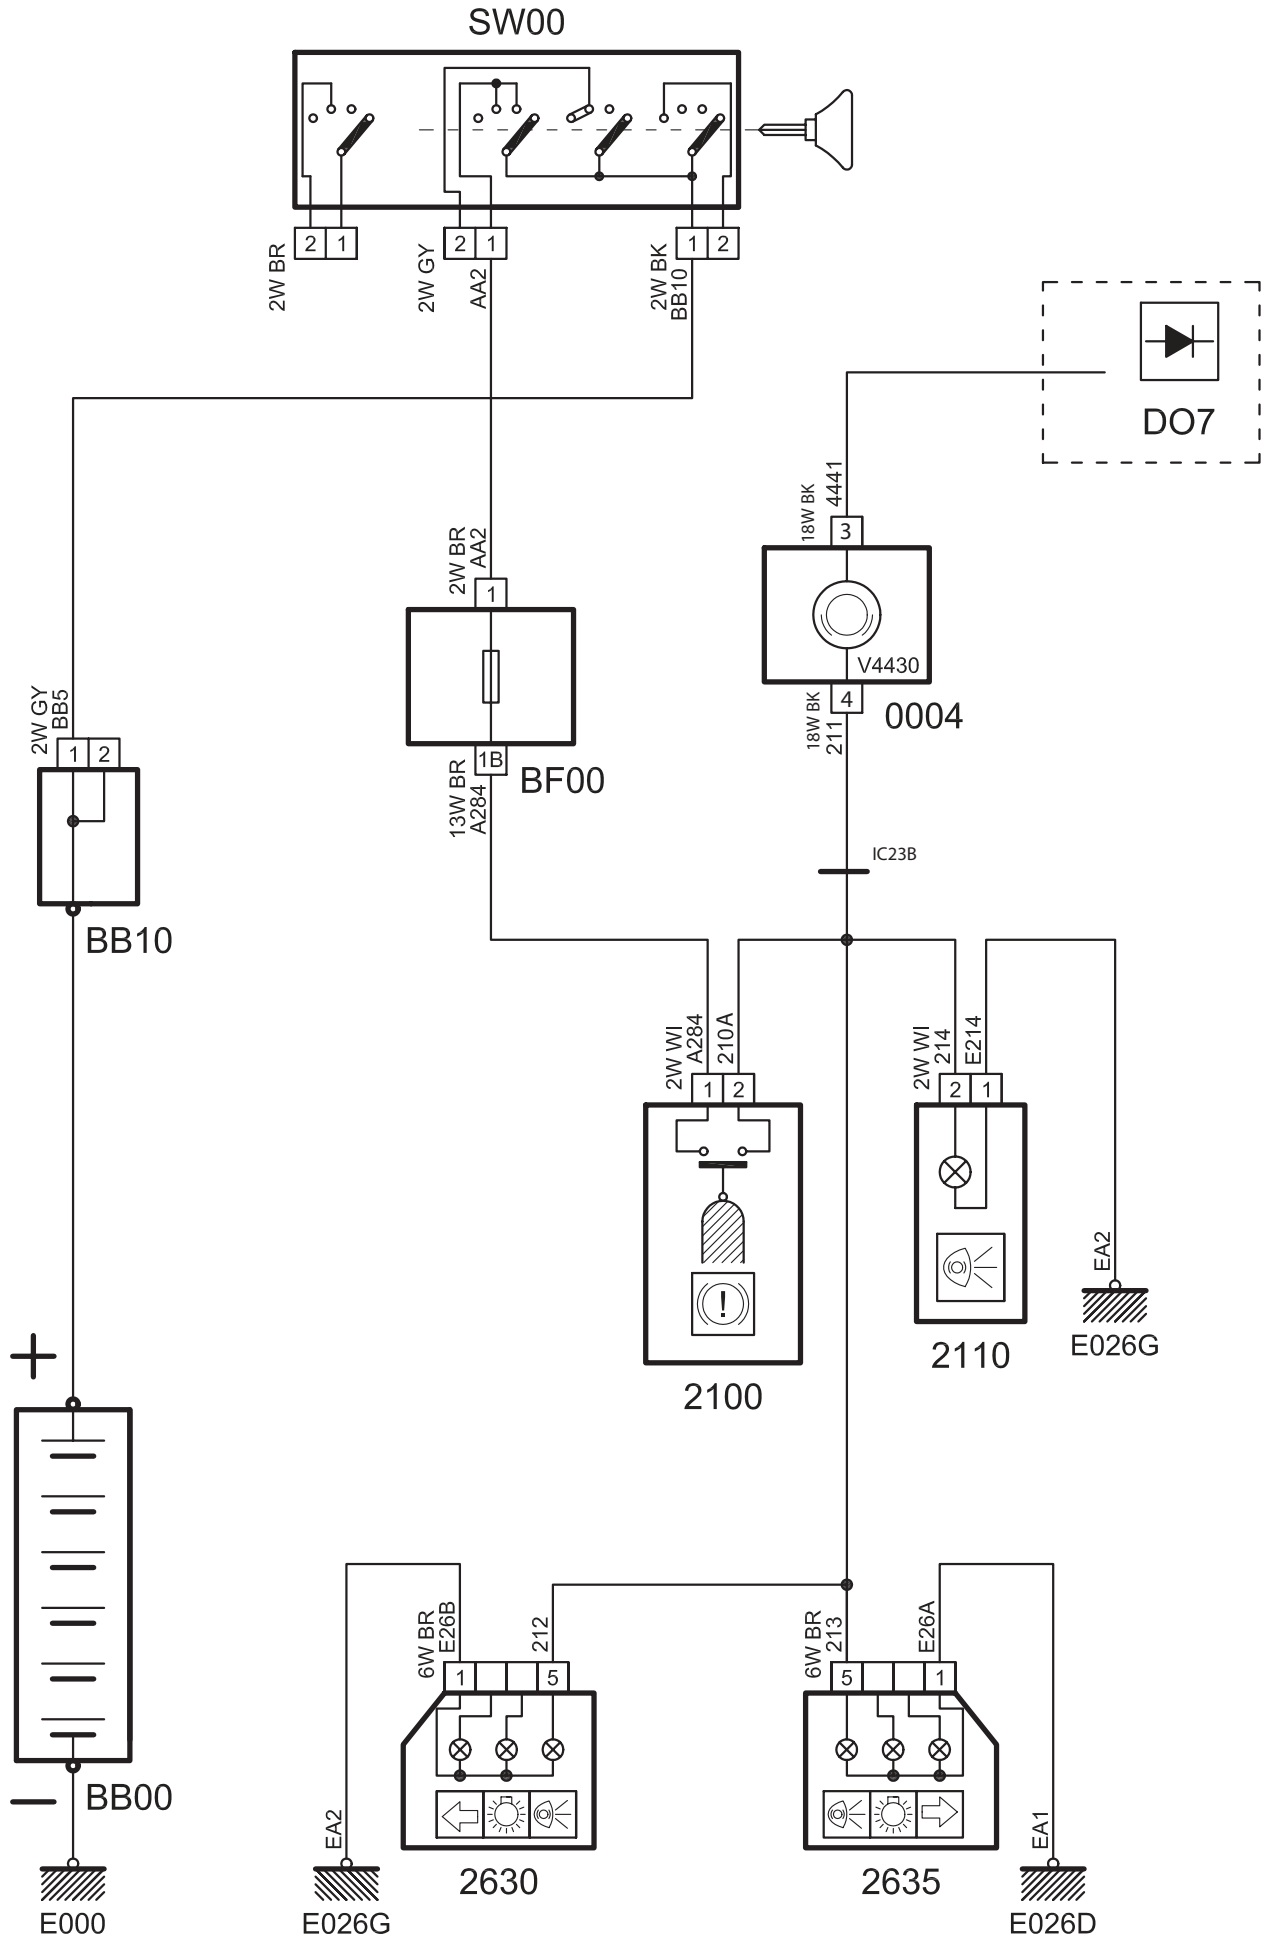 SW00
2 1
2 1
1 2
2W BR
2W GY
AA2
2W BK
BB10
DO7
4441
18W BK
3
V4430
4
0004
18W BK
211
2W BR
AA2
1
1B
BF00
13W BR
A284
2W GY
BB5
1 2
BB10
IC23B
2W WI
A284
210A
1 2
!
2100
2W WI
214
E214
2 1
2110
EA2
E026G
+
BB00
–
E000
6W BR
E26B
212
1 5
2630
EA2
E026G
6W BR
213
E26A
5 1
2635
EA1
E026D